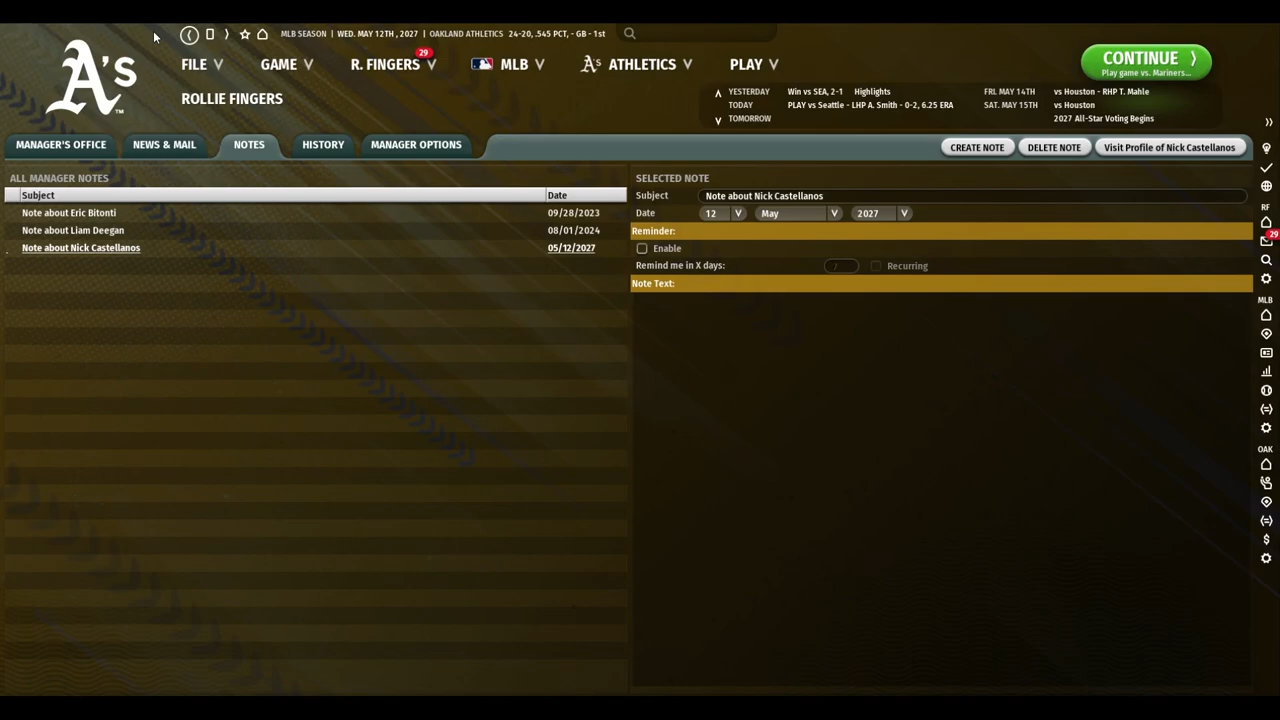 MLB SEASON | WED. MAY 12TH , 2027 | OAKLAND ATHLETICS 24-20, .545 PCT, - GB - 1st
A's
TM
FILE GAME R. FINGERS 29 MLB A's ATHLETICS PLAY
CONTINUE
Play game vs. Mariners...
ROLLIE FINGERS
YESTERDAY Win vs SEA, 2-1 Highlights FRI. MAY 14TH vs Houston - RHP T. Mahle
TODAY PLAY vs Seattle - LHP A. Smith - 0-2, 6.25 ERA SAT. MAY 15TH vs Houston
TOMORROW 2027 All-Star Voting Begins
MANAGER'S OFFICE NEWS & MAIL NOTES HISTORY MANAGER OPTIONS CREATE NOTE DELETE NOTE Visit Profile of Nick Castellanos
ALL MANAGER NOTES
Subject Date
Note about Eric Bitonti 09/28/2023
Note about Liam Deegan 08/01/2024
Note about Nick Castellanos 05/12/2027
SELECTED NOTE
Subject Note about Nick Castellanos
Date 12 May 2027
Reminder:
Enable
Remind me in X days: 7 Recurring
Note Text:
RF
29
MLB
OAK
$